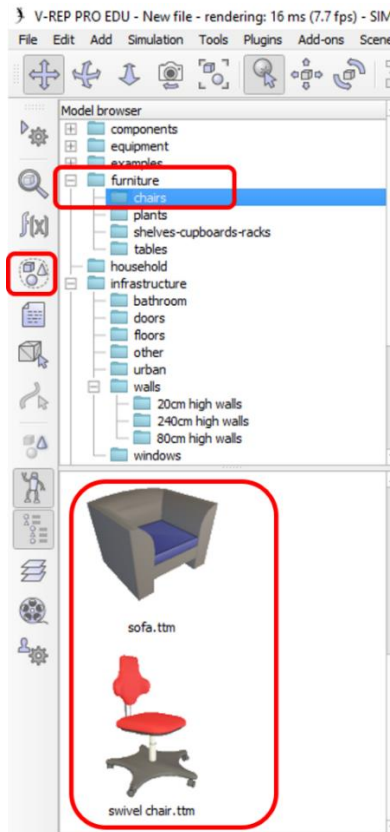 V-REP PRO EDU - New file - rendering: 16 ms (7.7 fps) - SIM
File Edit Add Simulation Tools Plugins Add-ons Scene
Model browser
components
equipment
examples
furniture
chairs
plants
shelves-cupboards-racks
tables
household
infrastructure
bathroom
doors
floors
other
urban
walls
20cm high walls
240cm high walls
80cm high walls
windows
f(x)
sofa.ttm
swivel chair.ttm